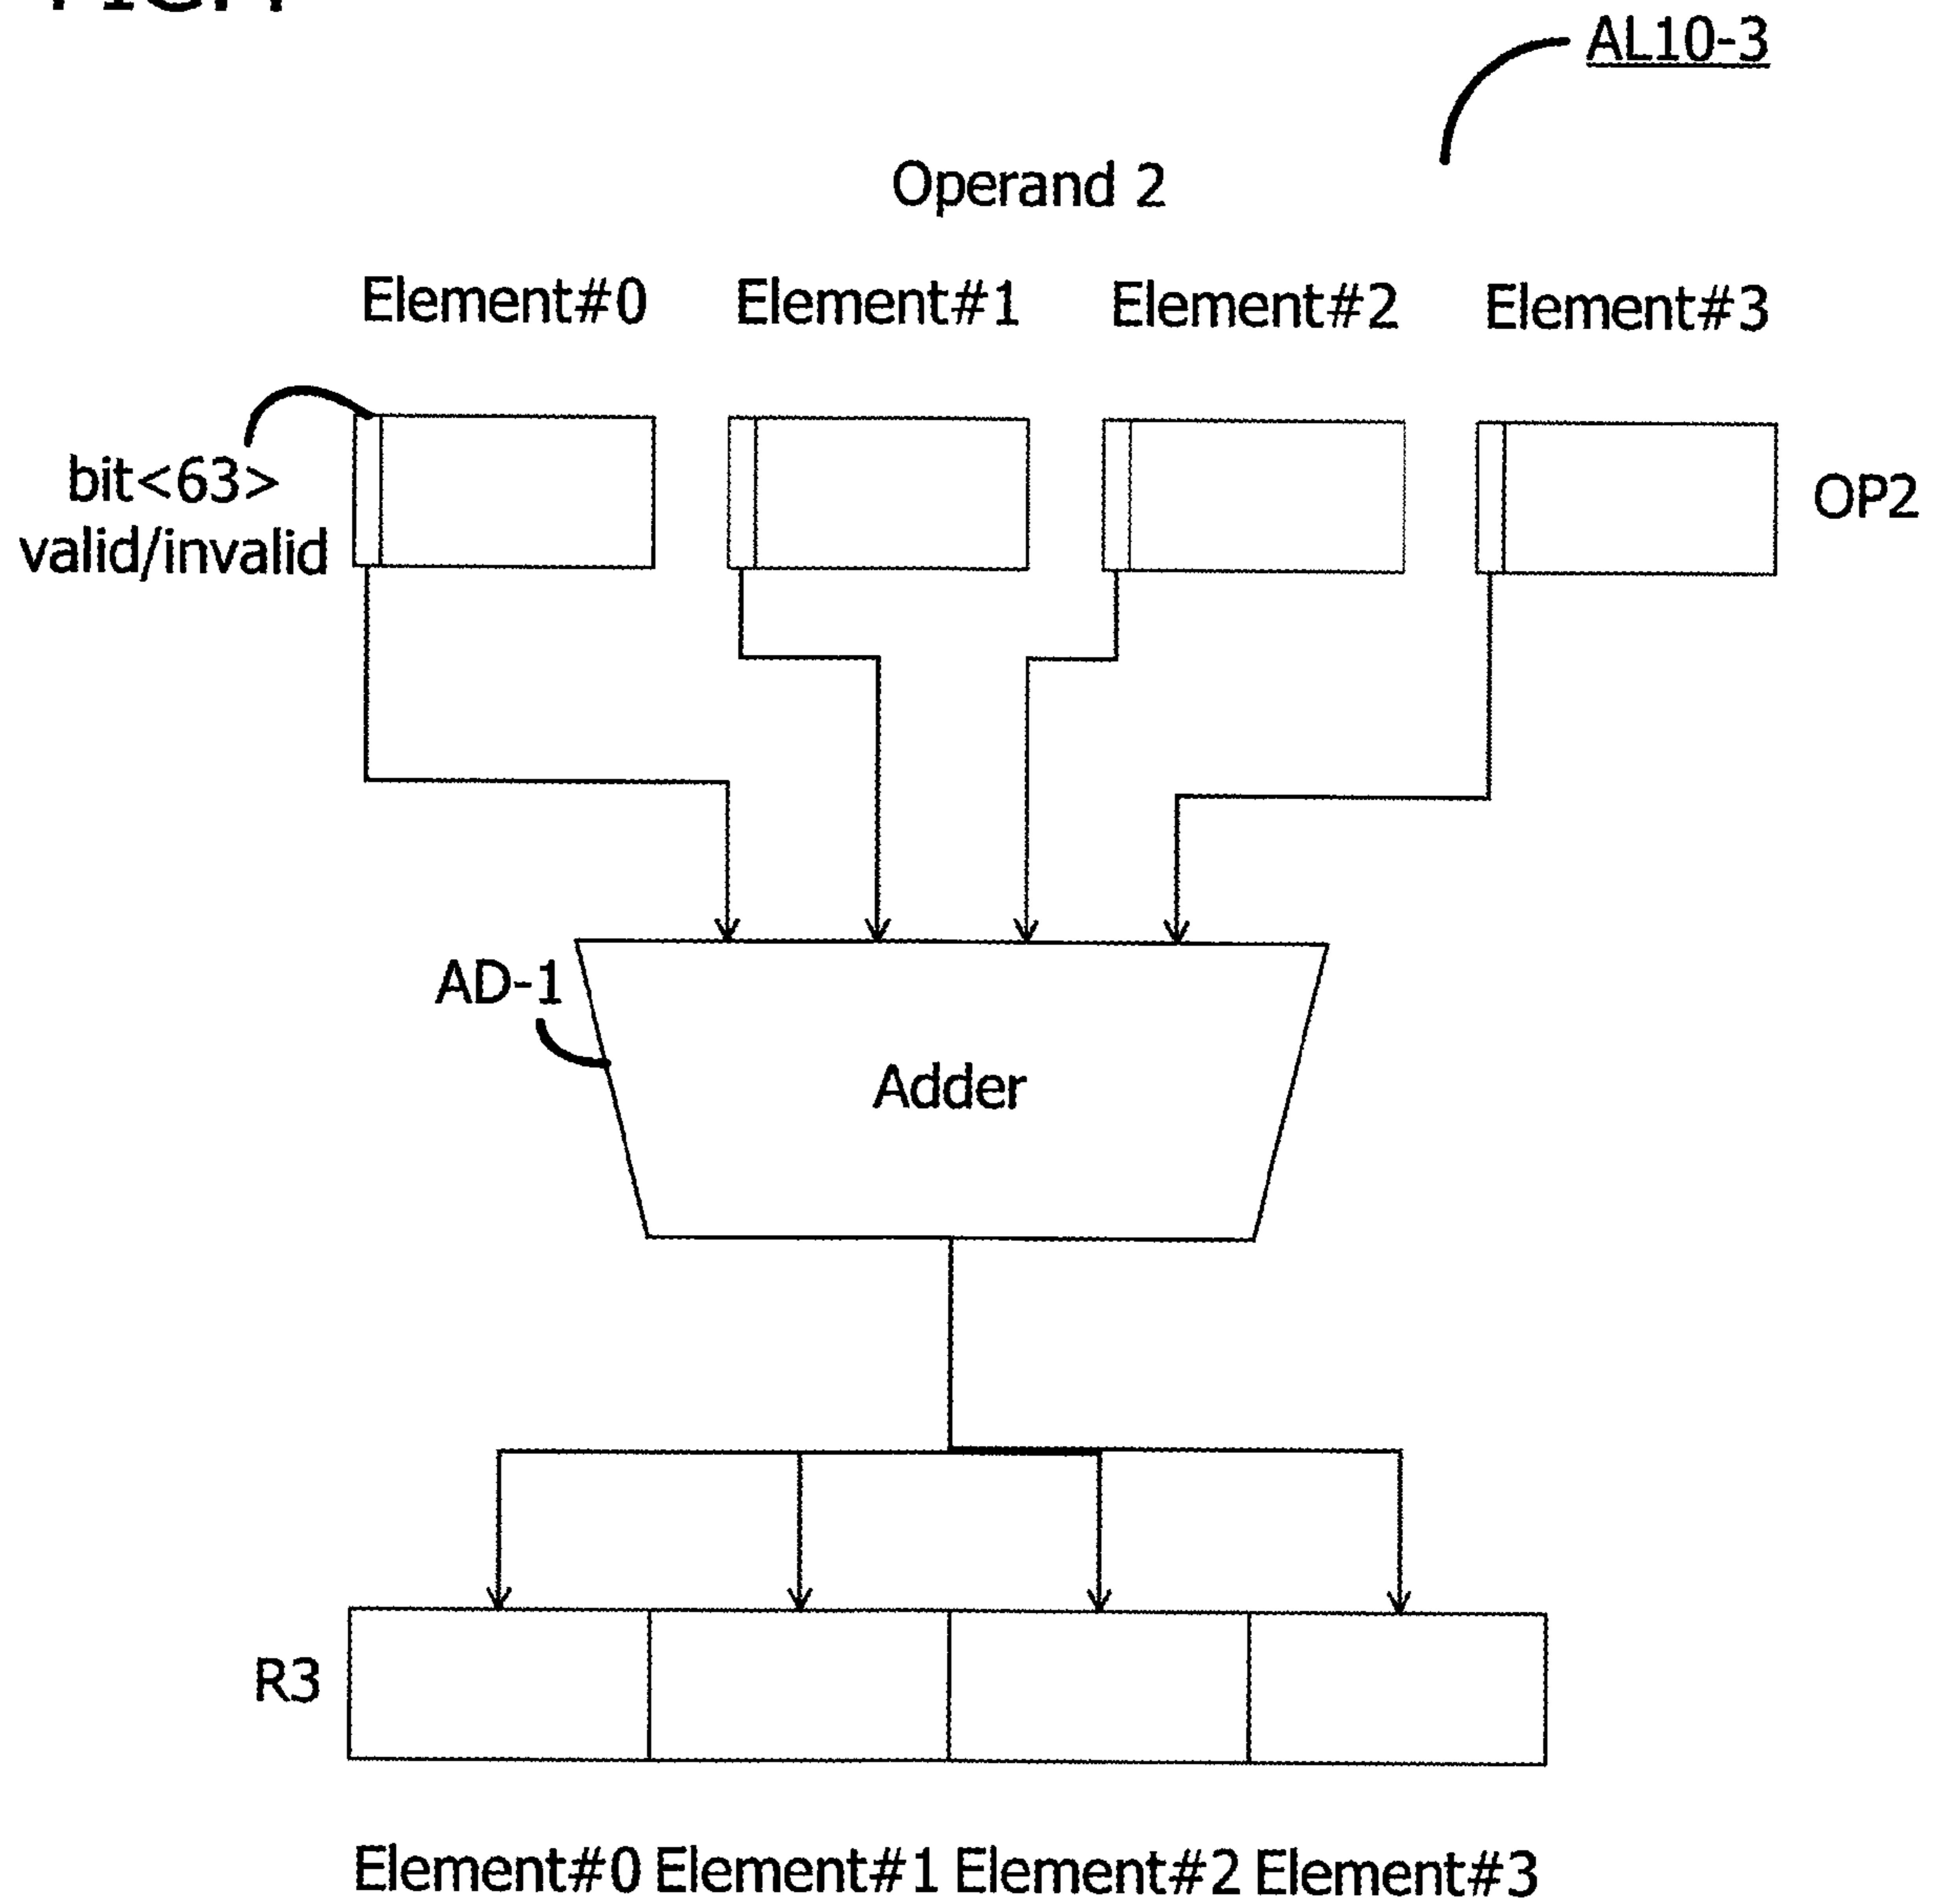 AL10-3
Operand 2
Element#0 Element#1 Element#2 Element#3
bit<63>
valid/invalid
OP2
AD-1
Adder
R3
Element#0 Element#1 Element#2 Element#3